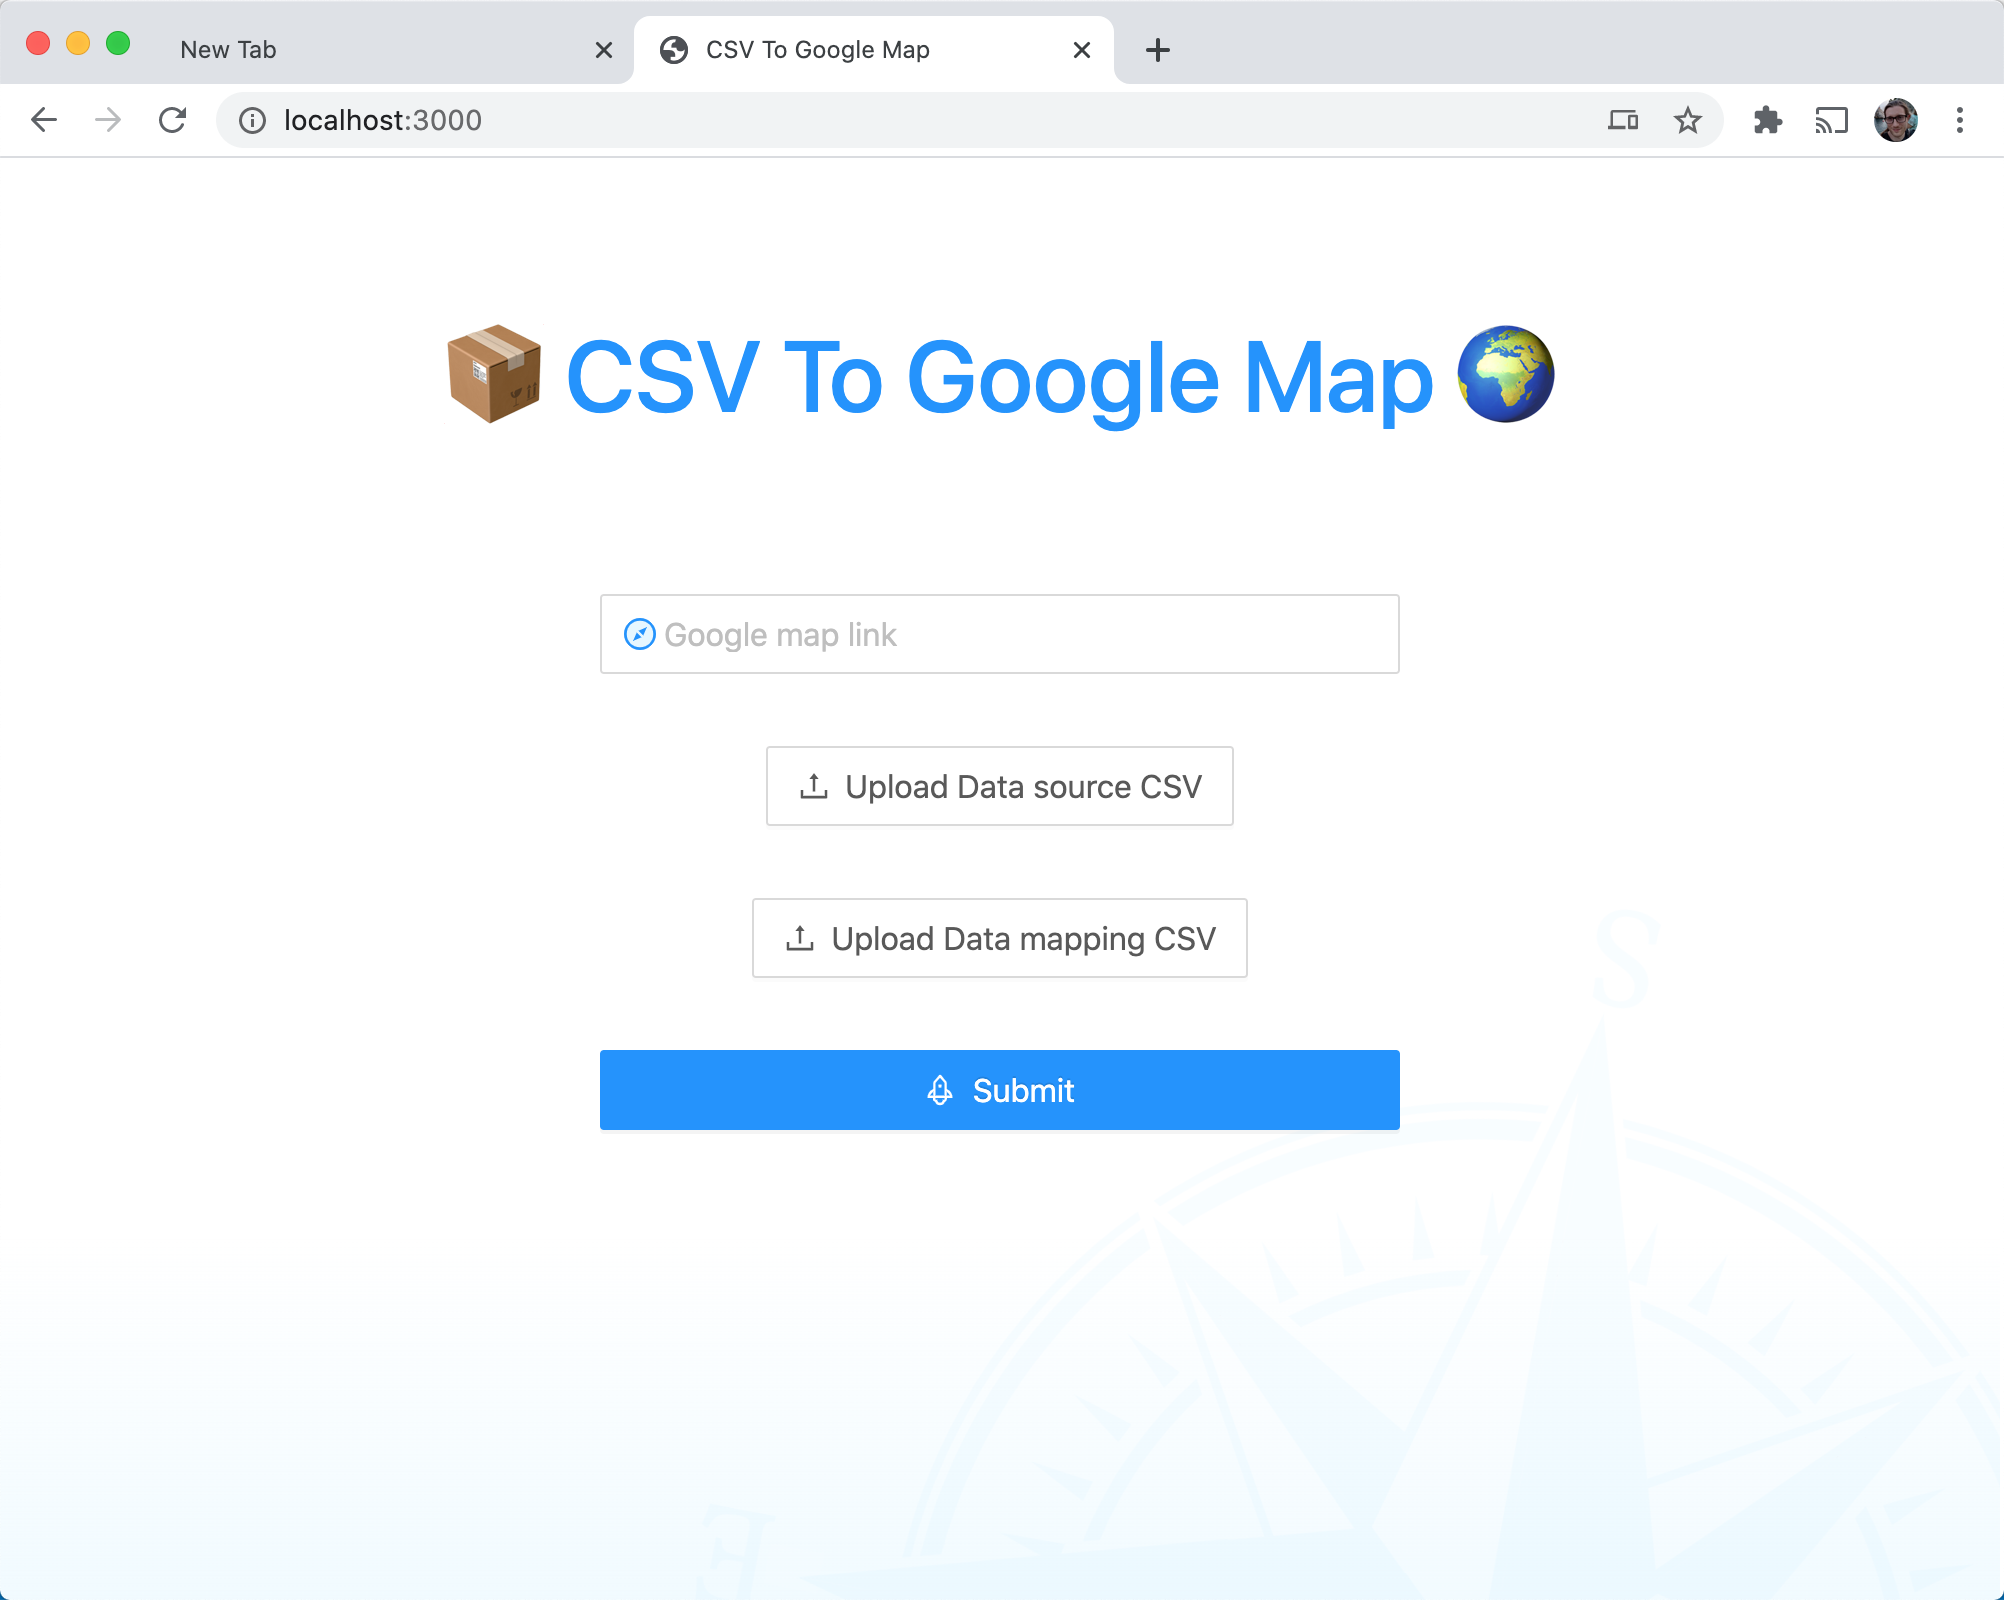 New Tab
CSV To Google Map
localhost:3000
CSV To Google Map
Google map link
Upload Data source CSV
Upload Data mapping CSV
Submit
S
E